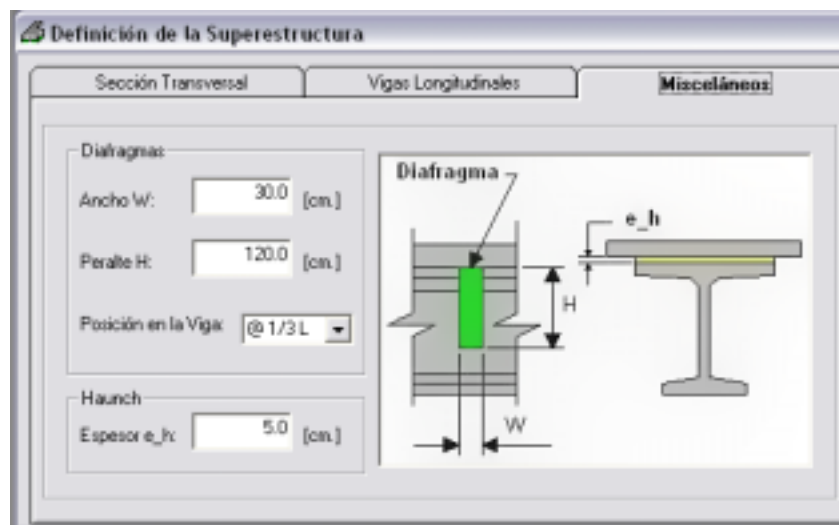 Definición de la Superestructura
Sección Transversal
Vigas Longitudinales
Misceláneos
Diafragmas
Ancho W: 30.0 [cm.]
Peralte H: 120.0 [cm.]
Posición en la Viga: @ 1/3 L
Haunch
Espesor e_h: 5.0 [cm.]
Diafragma
e_h
H
W